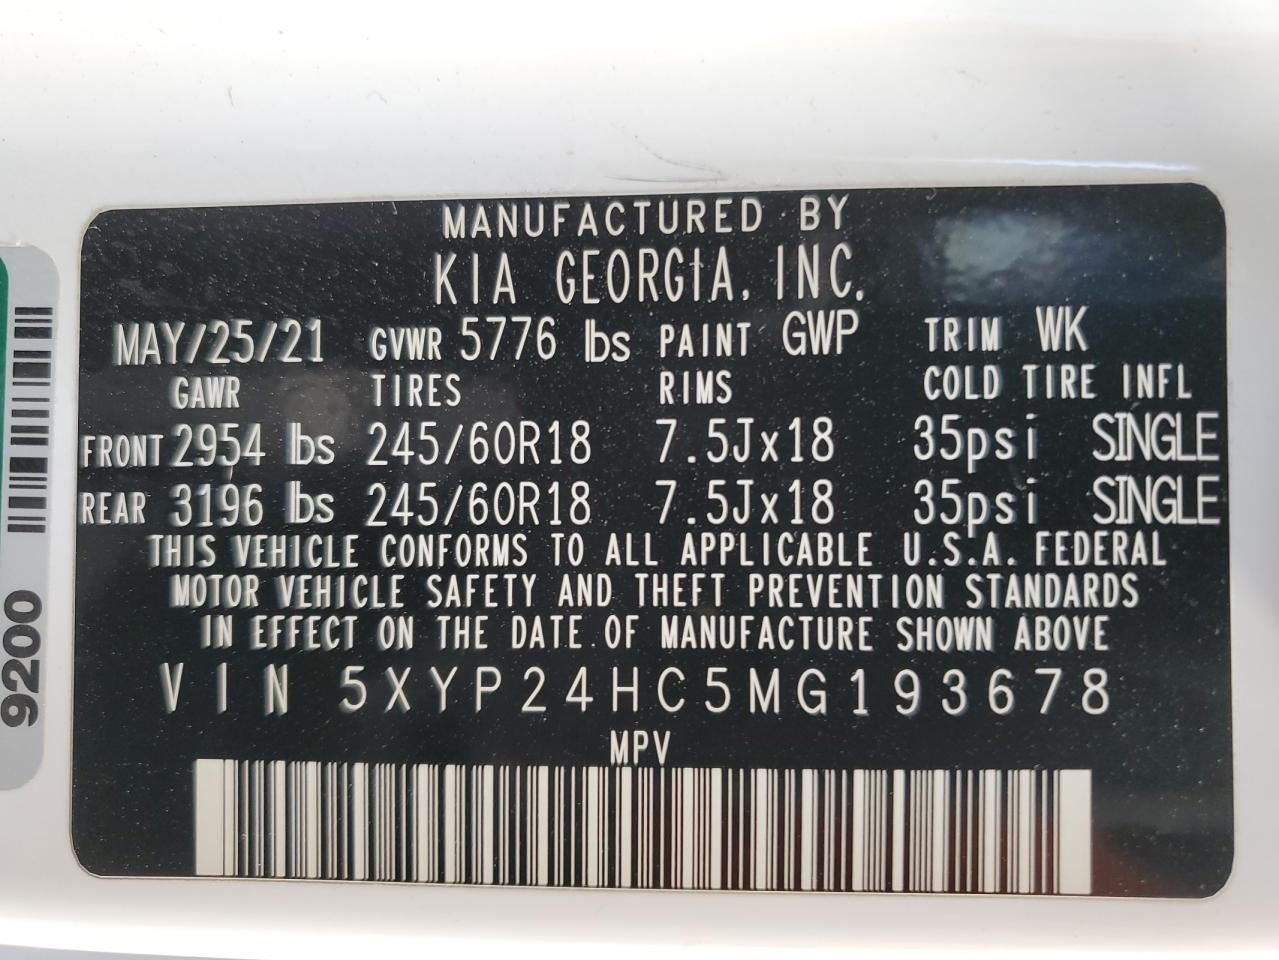 MANUFACTURED BY
KIA GEORGIA, INC.
MAY/25/21 GVWR 5776 lbs PAINT GWP TRIM WK
GAWR TIRES RIMS COLD TIRE INFL
FRONT 2954 lbs 245/60R18 7.5Jx18 35psi SINGLE
REAR 3196 lbs 245/60R18 7.5Jx18 35psi SINGLE
THIS VEHICLE CONFORMS TO ALL APPLICABLE U.S.A. FEDERAL
MOTOR VEHICLE SAFETY AND THEFT PREVENTION STANDARDS
IN EFFECT ON THE DATE OF MANUFACTURE SHOWN ABOVE
VIN 5XYP24HC5MG193678
MPV
9200